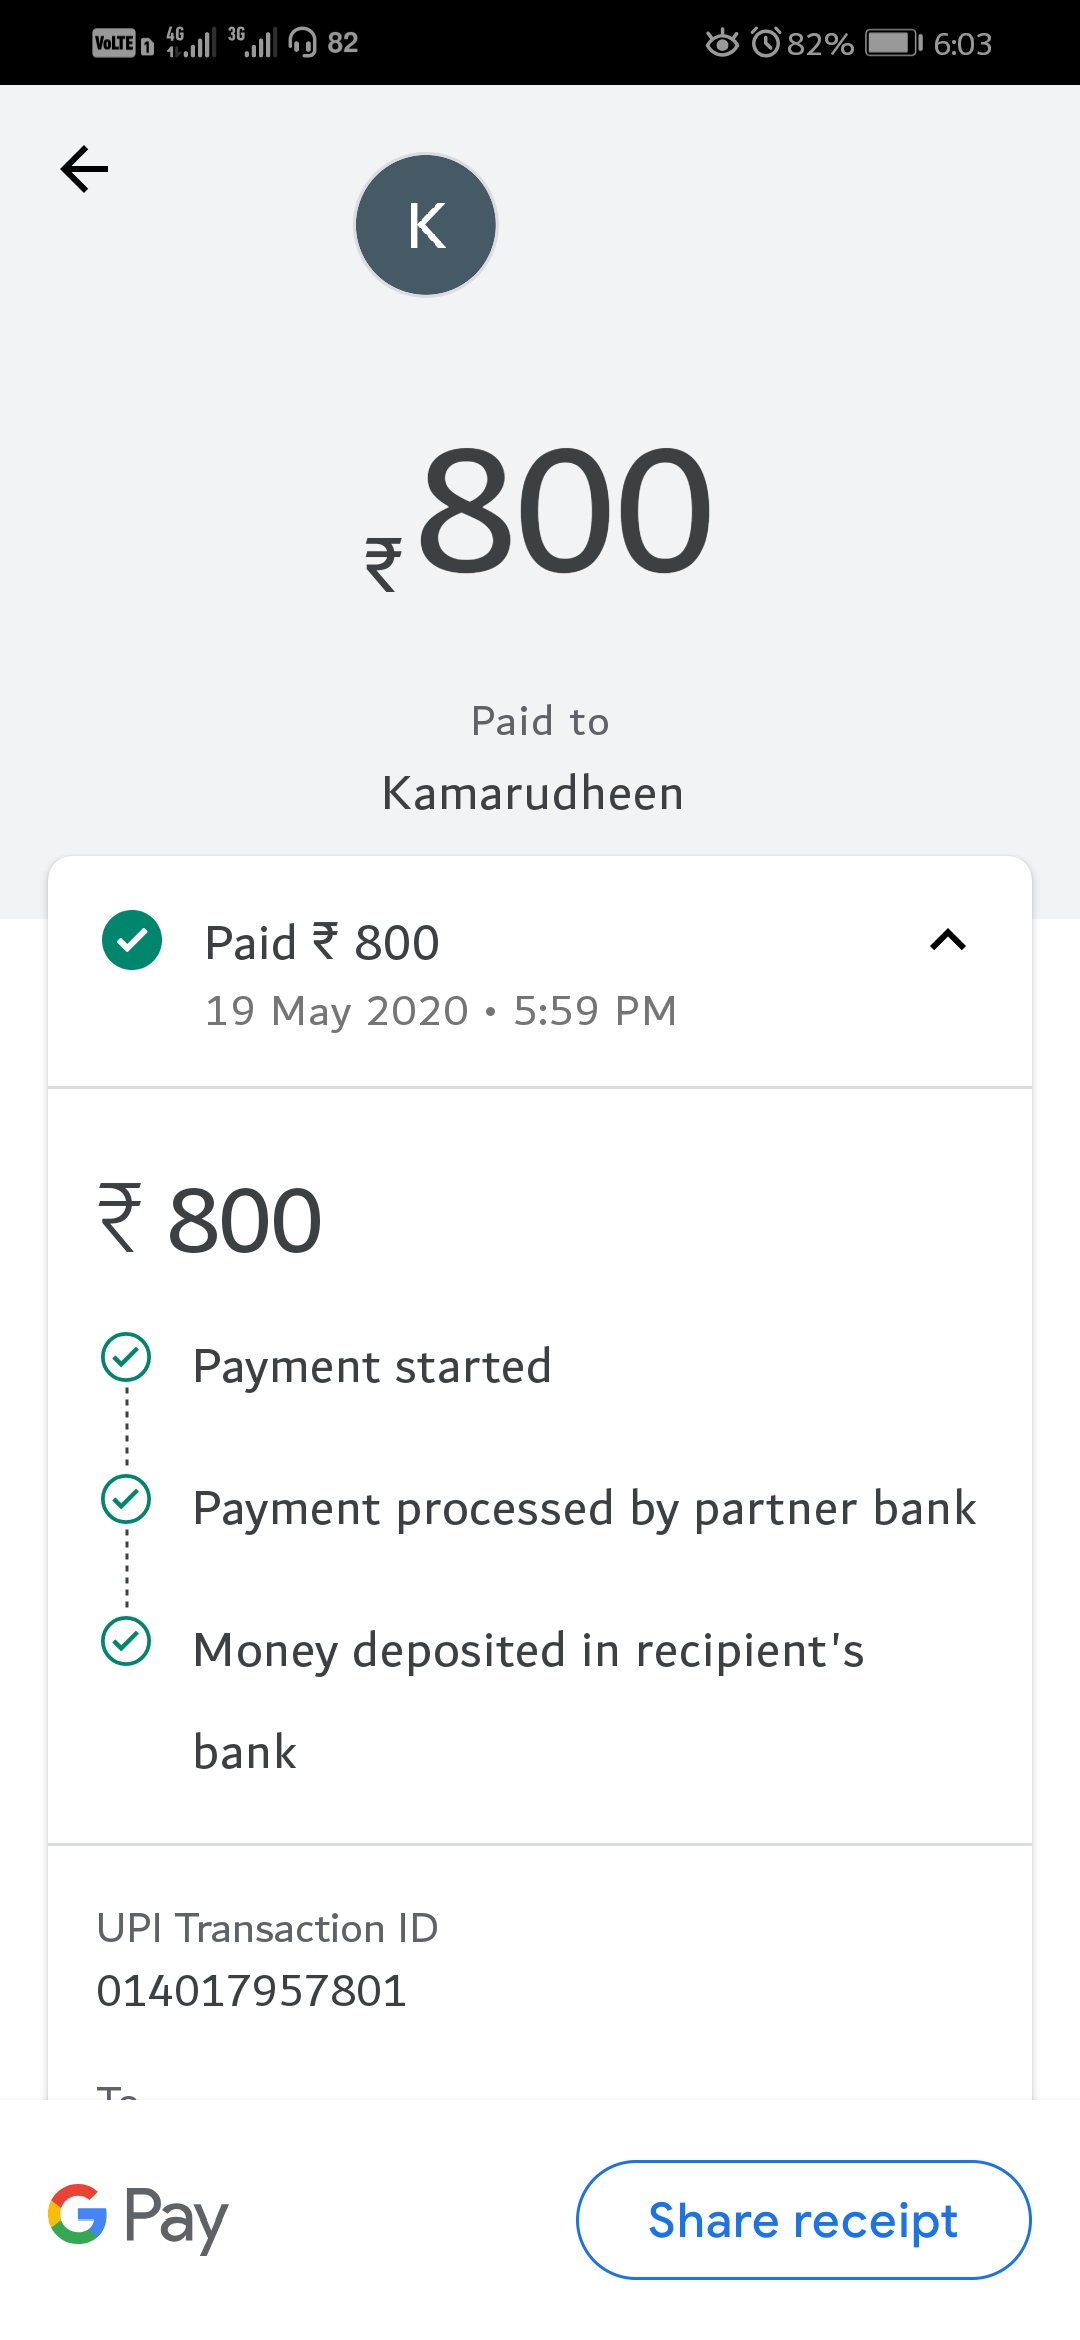 VoLTE 1 4G 3G 82 82% 6:03
K
₹800
Paid to
Kamarudheen
Paid ₹ 800
19 May 2020 • 5:59 PM
₹ 800
Payment started
Payment processed by partner bank
Money deposited in recipient's
bank
UPI Transaction ID
014017957801
To
G Pay
Share receipt